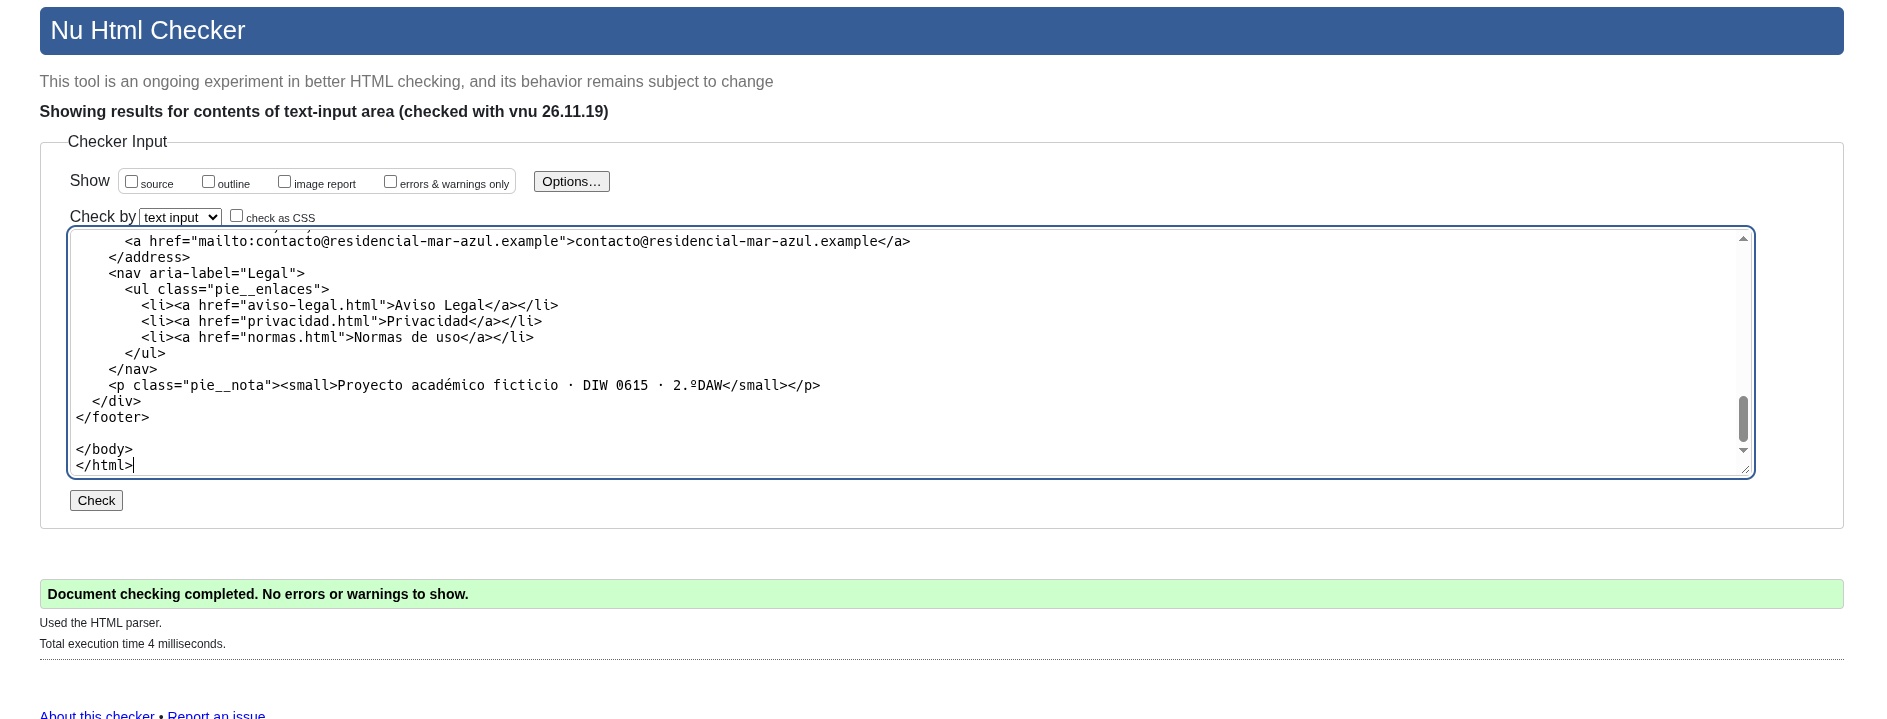 Nu Html Checker
This tool is an ongoing experiment in better HTML checking, and its behavior remains subject to change
Showing results for contents of text-input area (checked with vnu 26.11.19)
Checker Input
Show source outline image report errors & warnings only Options…
Check by text input check as CSS
<a href="mailto:contacto@residencial-mar-azul.example">contacto@residencial-mar-azul.example</a>
</address>
<nav aria-label="Legal">
<ul class="pie__enlaces">
<li><a href="aviso-legal.html">Aviso Legal</a></li>
<li><a href="privacidad.html">Privacidad</a></li>
<li><a href="normas.html">Normas de uso</a></li>
</ul>
</nav>
<p class="pie__nota"><small>Proyecto académico ficticio · DIW 0615 · 2.ºDAW</small></p>
</div>
</footer>
</body>
</html>
Check
Document checking completed. No errors or warnings to show.
Used the HTML parser.
Total execution time 4 milliseconds.
About this checker • Report an issue